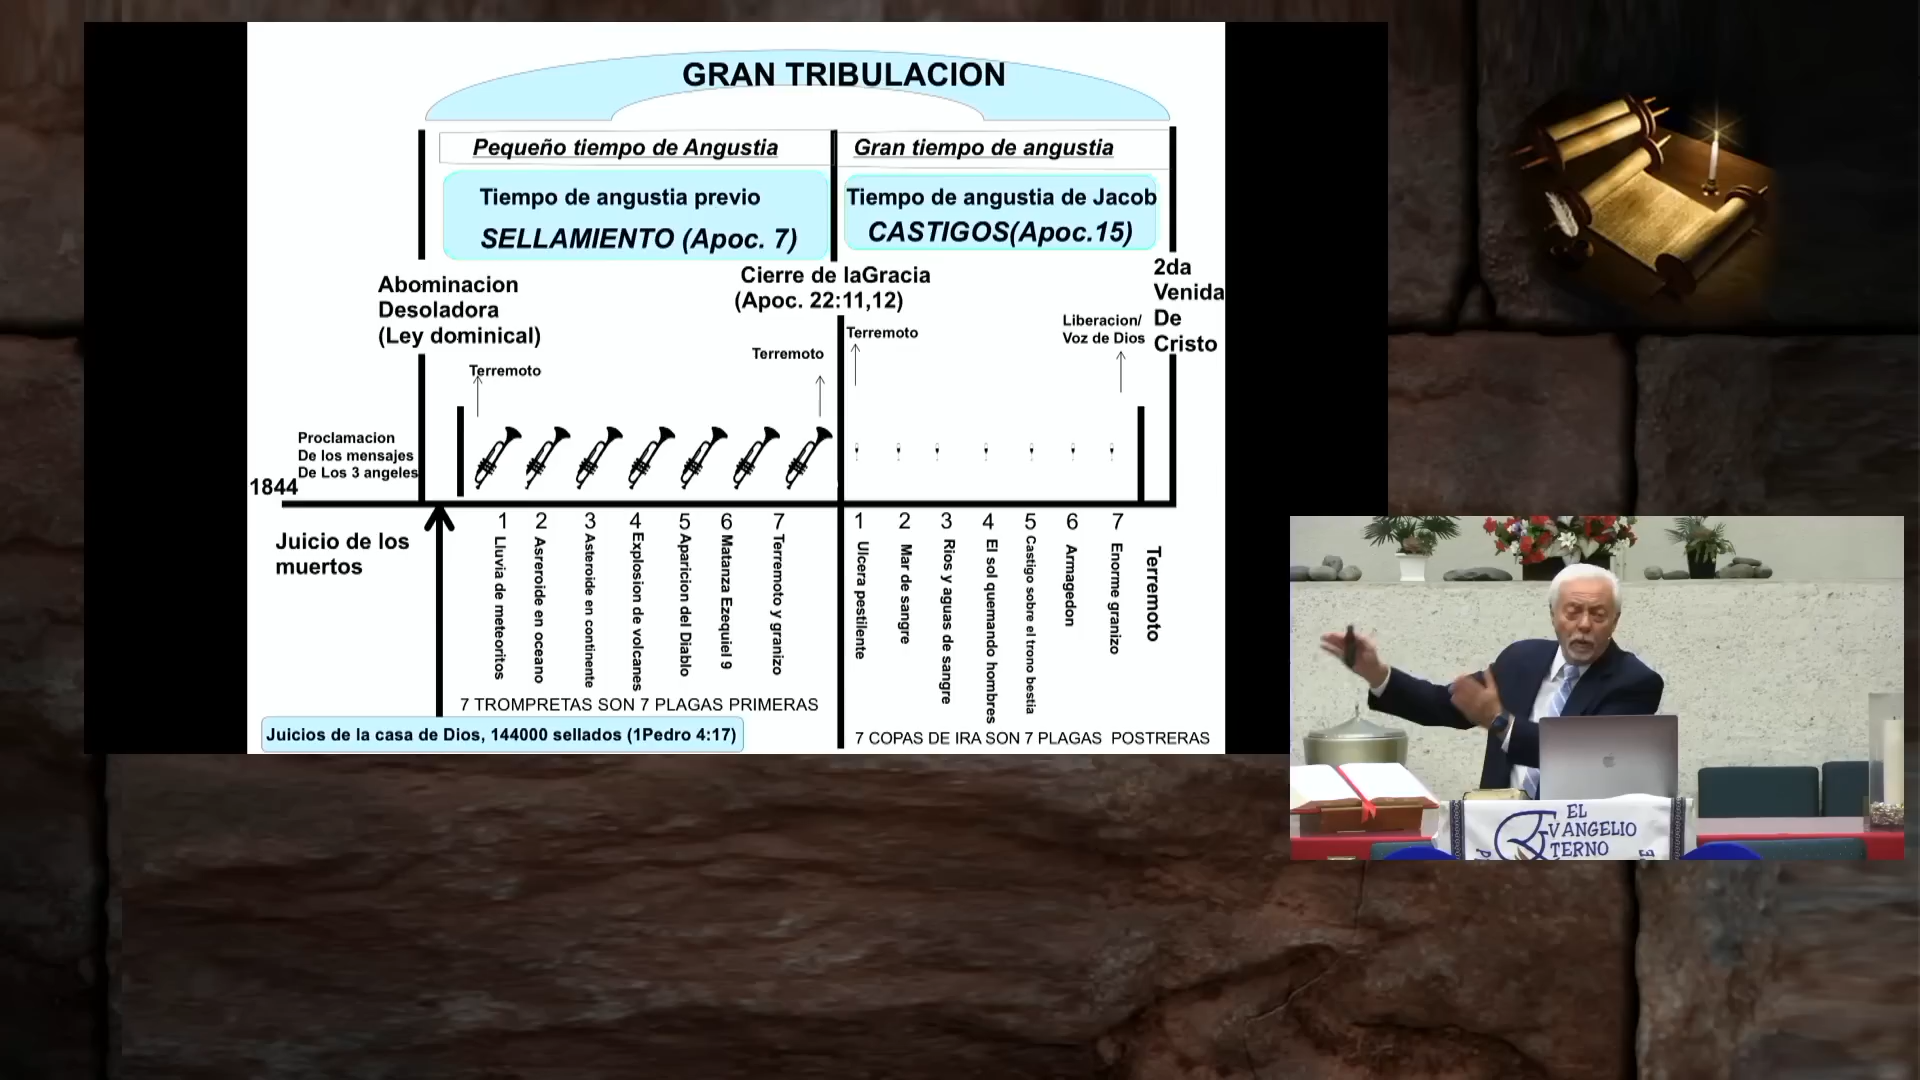 GRAN TRIBULACION
Pequeño tiempo de Angustia
Gran tiempo de angustia
Tiempo de angustia previo
SELLAMIENTO (Apoc. 7)
Tiempo de angustia de Jacob
CASTIGOS(Apoc.15)
Abominacion
Desoladora
(Ley dominical)
Cierre de laGracia
(Apoc. 22:11,12)
2da
Venida
De
Cristo
Terremoto
Terremoto
Terremoto
Liberacion/
Voz de Dios
Proclamacion
De los mensajes
De Los 3 angeles
1844
Juicio de los
muertos
1 Lluvia de meteoritos
2 Asreroide en oceano
3 Asteroide en continente
4 Explosion de volcanes
5 Aparicion del Diablo
6 Matanza Ezequiel 9
7 Terremoto y granizo
1 Ulcera pestilente
2 Mar de sangre
3 Rios y aguas de sangre
4 El sol quemando hombres
5 Castigo sobre el trono bestia
6 Armagedon
7 Enorme granizo
Terremoto
7 TROMPRETAS SON 7 PLAGAS PRIMERAS
Juicios de la casa de Dios, 144000 sellados (1Pedro 4:17)
7 COPAS DE IRA SON 7 PLAGAS POSTRERAS
EL
EVANGELIO
ETERNO